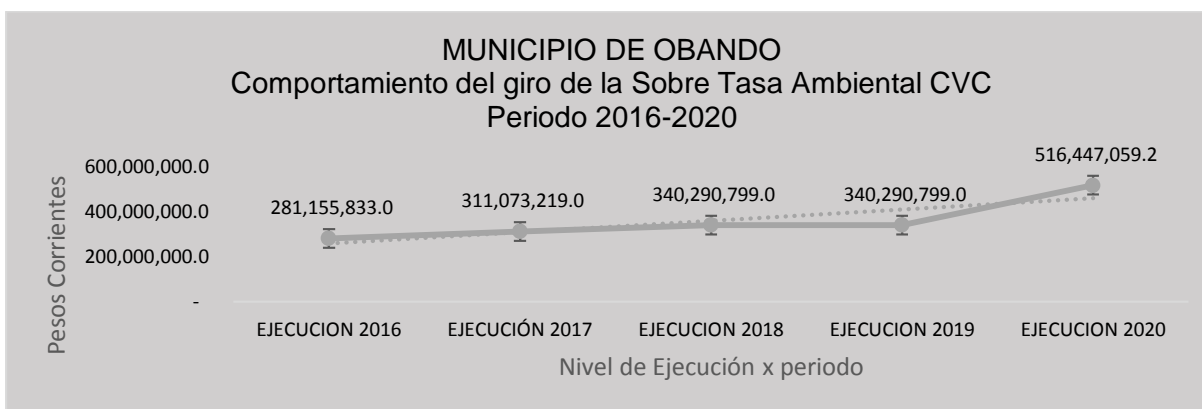 MUNICIPIO DE OBANDO
Comportamiento del giro de la Sobre Tasa Ambiental CVC
Periodo 2016-2020
Pesos Corrientes
600,000,000.0
400,000,000.0
200,000,000.0
-
281,155,833.0
311,073,219.0
340,290,799.0
340,290,799.0
516,447,059.2
EJECUCION 2016
EJECUCIÓN 2017
EJECUCION 2018
EJECUCION 2019
EJECUCION 2020
Nivel de Ejecución x periodo